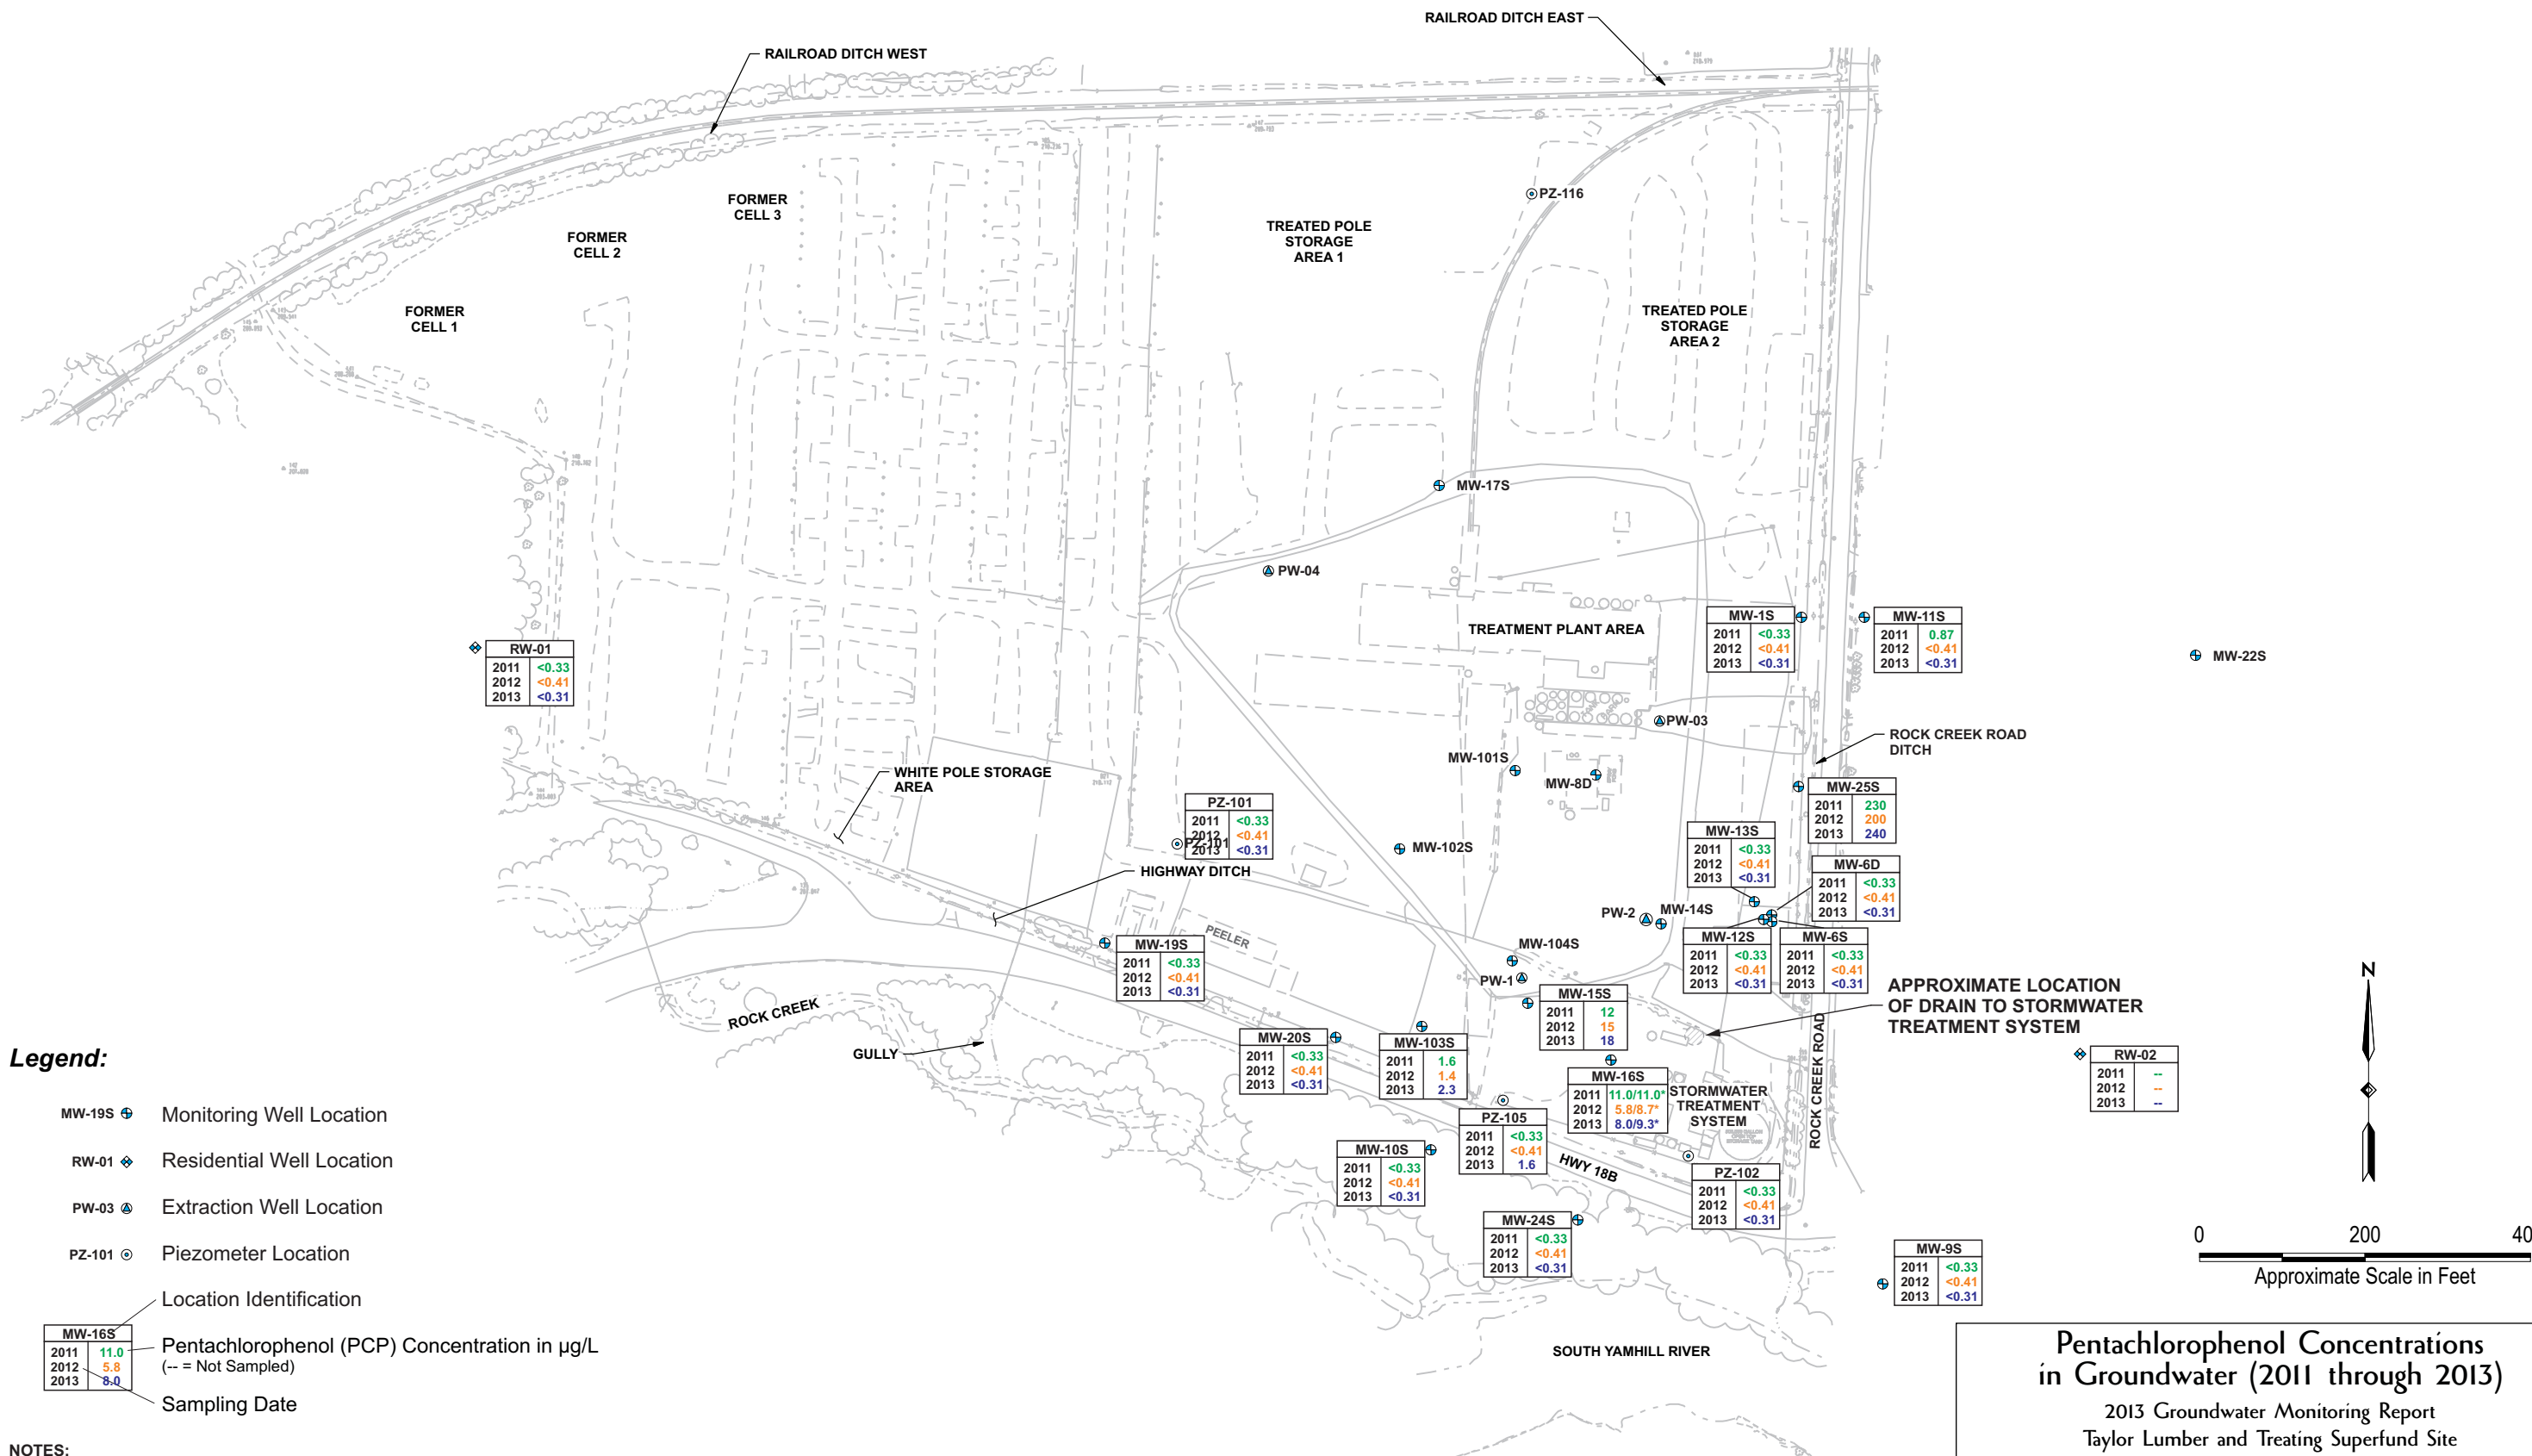 RAILROAD DITCH EAST
RAILROAD DITCH WEST
FORMER
CELL 3
FORMER
CELL 2
FORMER
CELL 1
TREATED POLE
STORAGE
AREA 1
PZ-116
TREATED POLE
STORAGE
AREA 2
MW-17S
PW-04
TREATMENT PLANT AREA
MW-1S
2011 <0.33
2012 <0.41
2013 <0.31
MW-11S
2011 0.87
2012 <0.41
2013 <0.31
MW-22S
RW-01
2011 <0.33
2012 <0.41
2013 <0.31
PW-03
ROCK CREEK ROAD
DITCH
MW-101S
MW-8D
WHITE POLE STORAGE
AREA
MW-25S
2011 230
2012 200
2013 240
PZ-101
2011 <0.33
2012 <0.41
2013 <0.31
PZ-101
MW-102S
MW-13S
2011 <0.33
2012 <0.41
2013 <0.31
MW-6D
2011 <0.33
2012 <0.41
2013 <0.31
HIGHWAY DITCH
PW-2
MW-14S
MW-12S
2011 <0.33
2012 <0.41
2013 <0.31
MW-6S
2011 <0.33
2012 <0.41
2013 <0.31
PEELER
MW-19S
2011 <0.33
2012 <0.41
2013 <0.31
MW-104S
PW-1
MW-15S
2011 12
2012 15
2013 18
APPROXIMATE LOCATION
OF DRAIN TO STORMWATER
TREATMENT SYSTEM
ROCK CREEK
GULLY
MW-20S
2011 <0.33
2012 <0.41
2013 <0.31
MW-103S
2011 1.6
2012 1.4
2013 2.3
MW-16S
2011 11.0/11.0*
2012 5.8/8.7*
2013 8.0/9.3*
STORMWATER
TREATMENT
SYSTEM
ROCK CREEK ROAD
RW-02
2011 --
2012 --
2013 --
N
PZ-105
2011 <0.33
2012 <0.41
2013 1.6
MW-10S
2011 <0.33
2012 <0.41
2013 <0.31
HWY 18B
PZ-102
2011 <0.33
2012 <0.41
2013 <0.31
MW-24S
2011 <0.33
2012 <0.41
2013 <0.31
MW-9S
2011 <0.33
2012 <0.41
2013 <0.31
0 200 40
Approximate Scale in Feet
SOUTH YAMHILL RIVER
Legend:
MW-19S Monitoring Well Location
RW-01 Residential Well Location
PW-03 Extraction Well Location
PZ-101 Piezometer Location
Location Identification
MW-16S
2011 11.0
2012 5.8
2013 8.0
Pentachlorophenol (PCP) Concentration in µg/L
(-- = Not Sampled)
Sampling Date
NOTES:
Pentachlorophenol Concentrations
in Groundwater (2011 through 2013)
2013 Groundwater Monitoring Report
Taylor Lumber and Treating Superfund Site